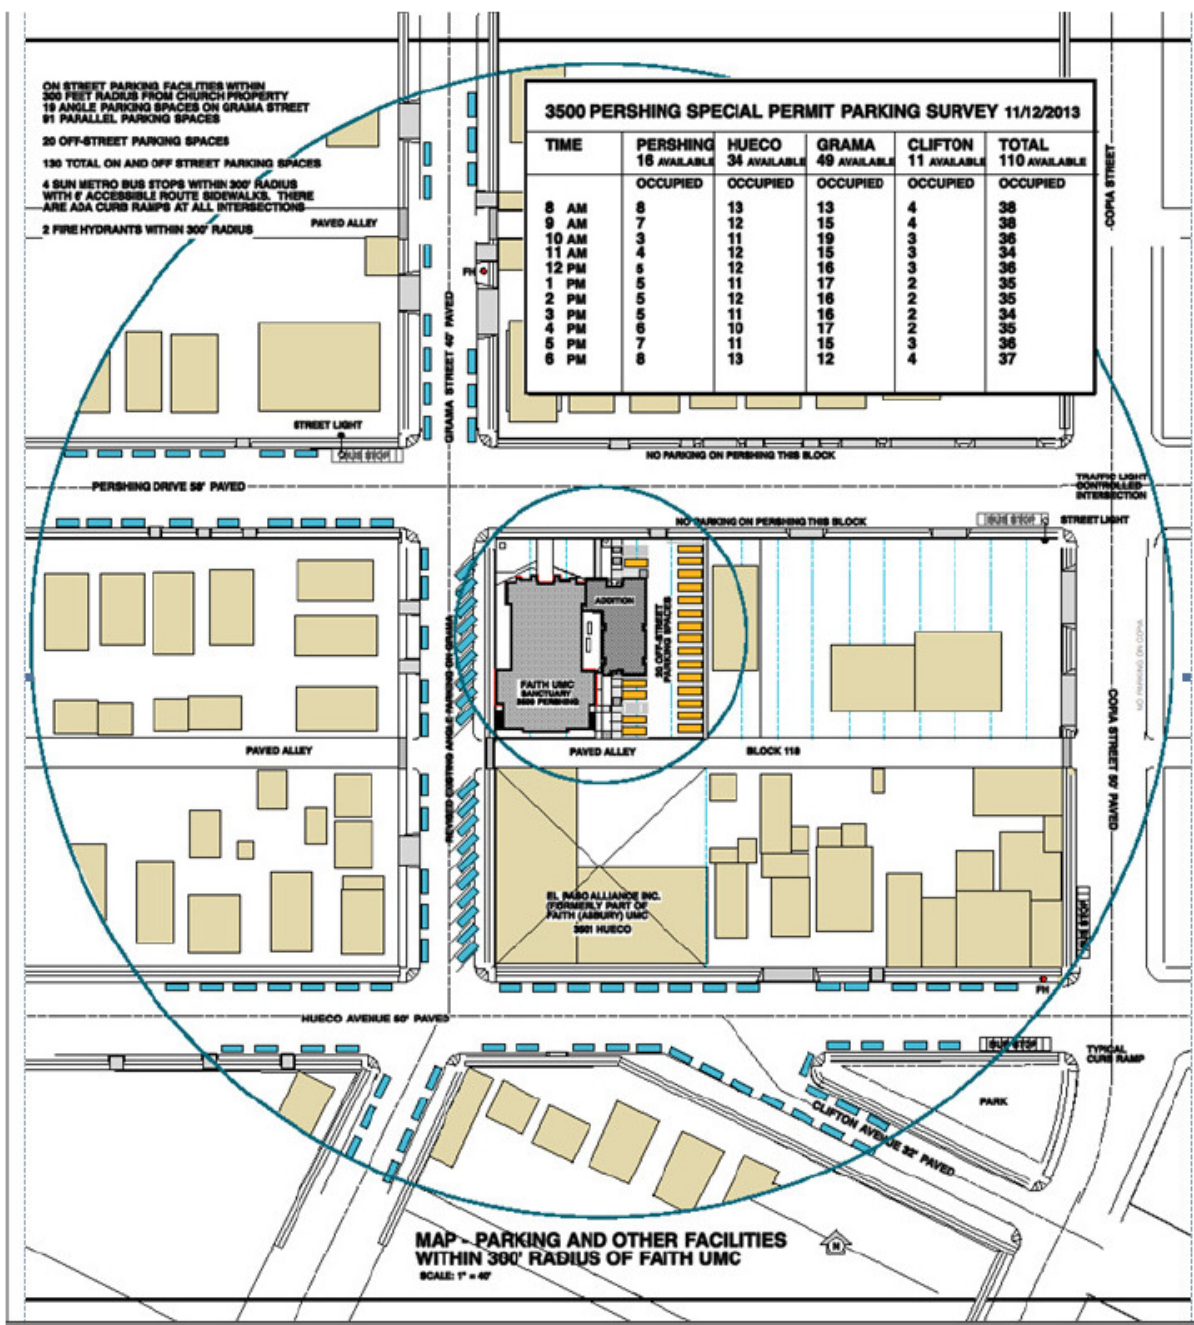 ON STREET PARKING FACILITIES WITHIN
300 FEET RADIUS FROM CHURCH PROPERTY
19 ANGLE PARKING SPACES ON GRAMA STREET
91 PARALLEL PARKING SPACES
20 OFF-STREET PARKING SPACES
130 TOTAL ON AND OFF STREET PARKING SPACES
4 SUN METRO BUS STOPS WITHIN 300' RADIUS
WITH 6' ACCESSIBLE ROUTE SIDEWALKS. THERE
ARE ADA CURB RAMPS AT ALL INTERSECTIONS
2 FIRE HYDRANTS WITHIN 300' RADIUS
PAVED ALLEY
FH
GRAMA STREET 40' PAVED
3500 PERSHING SPECIAL PERMIT PARKING SURVEY 11/12/2013
TIME PERSHING HUECO GRAMA CLIFTON TOTAL
16 AVAILABLE 34 AVAILABLE 49 AVAILABLE 11 AVAILABLE 110 AVAILABLE
OCCUPIED OCCUPIED OCCUPIED OCCUPIED OCCUPIED
8 AM 8 13 13 4 38
9 AM 7 12 15 4 38
10 AM 3 11 19 3 36
11 AM 4 12 15 3 34
12 PM 5 12 16 3 36
1 PM 5 11 17 2 35
2 PM 5 12 16 2 35
3 PM 5 11 16 2 34
4 PM 6 10 17 2 35
5 PM 7 11 15 3 36
6 PM 8 13 12 4 37
COPIA STREET
STREET LIGHT
BUS STOP
NO PARKING ON PERSHING THIS BLOCK
PERSHING DRIVE 58' PAVED
TRAFFIC LIGHT
CONTROLLED
INTERSECTION
NO PARKING ON PERSHING THIS BLOCK
BUS STOP
STREET LIGHT
ADDITION
20 OFF-STREET
PARKING SPACES
FAITH UMC
SANCTUARY
3500 PERSHING
REVISED EXISTING ANGLE PARKING ON GRAMA
NO PARKING ON COPIA
COPIA STREET 50' PAVED
PAVED ALLEY
PAVED ALLEY
BLOCK 118
EL PASO ALLIANCE INC.
(FORMERLY PART OF
FAITH (ASBURY) UMC
3501 HUECO
BUS STOP
FH
HUECO AVENUE 50' PAVED
BUS STOP
TYPICAL
CURB RAMP
PARK
CLIFTON AVENUE 32' PAVED
MAP - PARKING AND OTHER FACILITIES
WITHIN 300' RADIUS OF FAITH UMC
SCALE: 1" = 40'
N